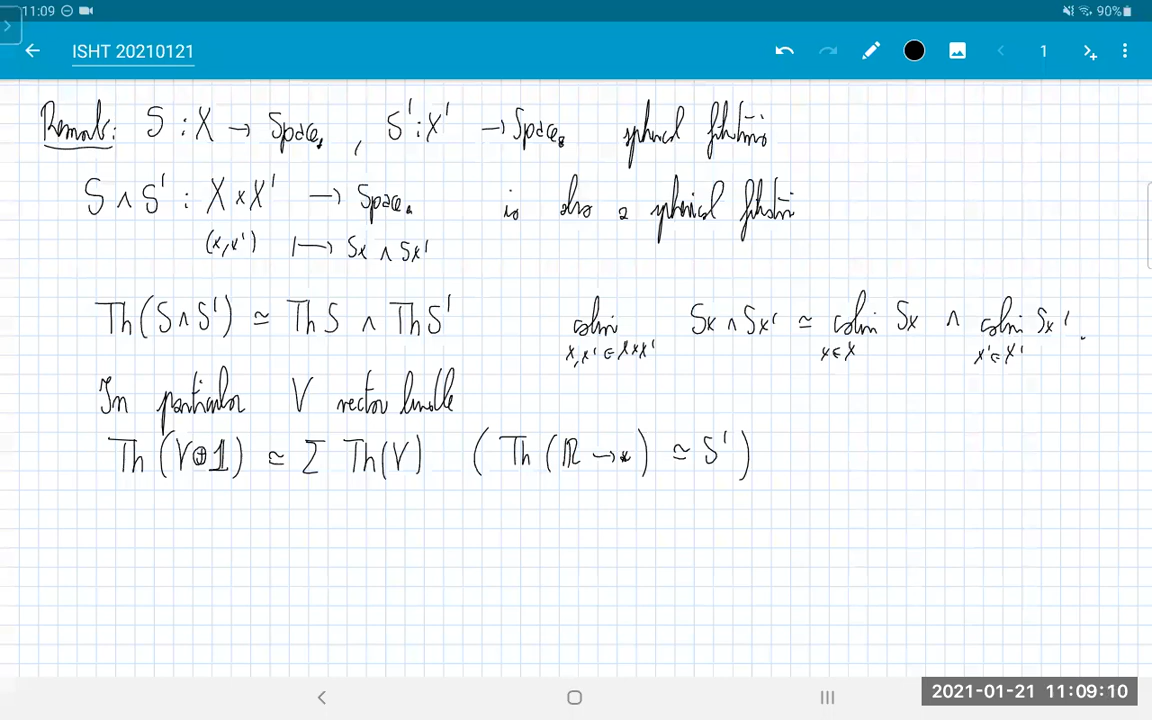 11:09
90%
ISHT 20210121
1
Remark: S : X → Space⁎, S' : X' → Space⁎ spherical fibrations
S ∧ S' : X × X' → Space⁎ is also a spherical fibration
(x,x') ↦ Sx ∧ Sx'
Th(S∧S') ≃ Th S ∧ Th S' colim Sx ∧ Sx' ≃ colim Sx ∧ colim Sx'.
x,x'∈X×X' x∈X x'∈X'
In particular V vector bundle
Th(V⊕𝟙) ≃ Σ Th(V) (Th(ℝ→*) ≃ S¹)
2021-01-21 11:09:10